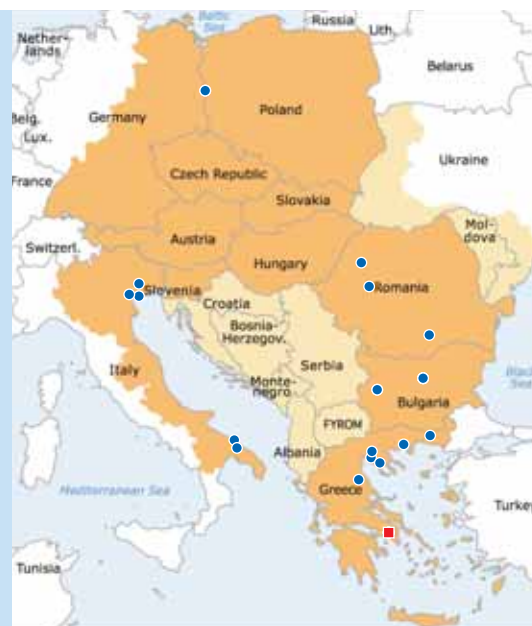 Baltic
Sea
Russia
Lith.
Nether-
lands
Belarus
Belg.
Lux.
Germany
Poland
Ukraine
France
Czech Republic
Slovakia
Mol-
dova
Switzerl.
Austria
Hungary
Slovenia
Romania
Croatia
Bosnia-
Herzegov.
Serbia
Italy
Monte-
negro
Bulgaria
Sea
FYROM
Albania
Mediterranean Sea
Greece
Turkey
Tunisia